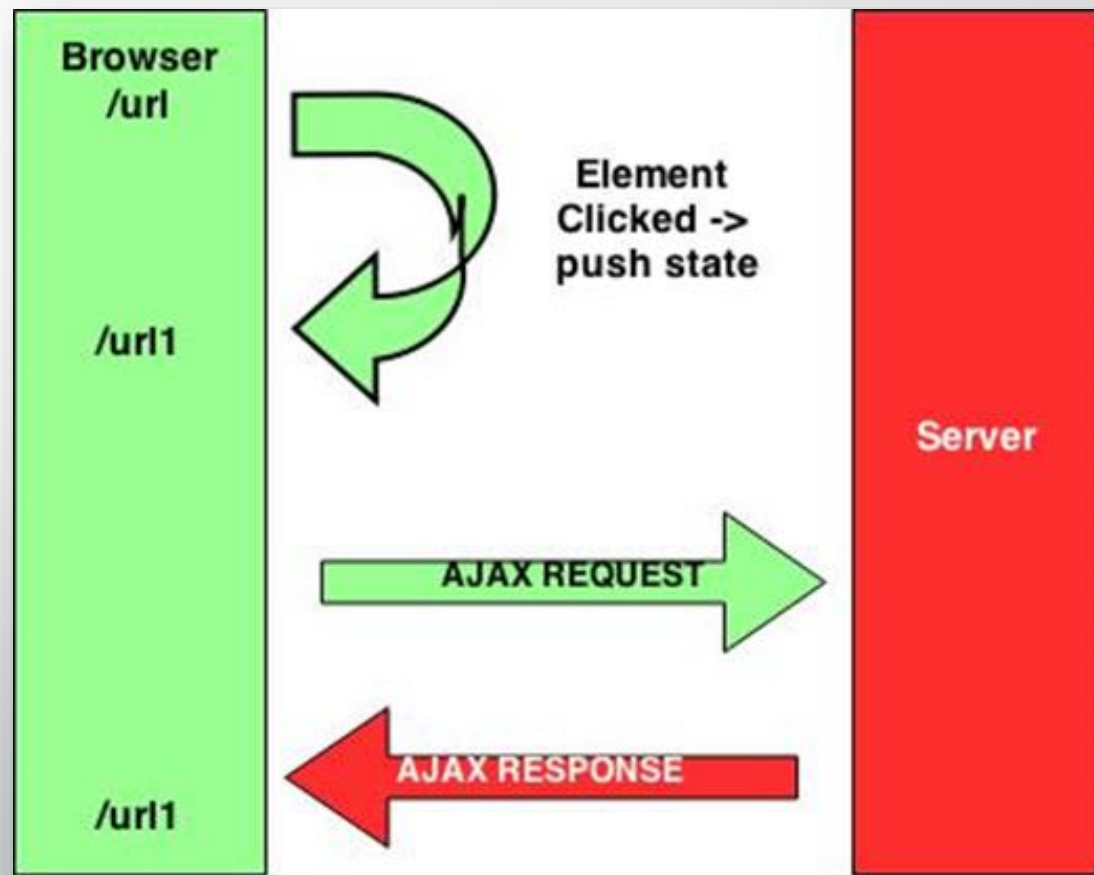 Browser
/url
Element
Clicked ->
push state
/url1
Server
AJAX REQUEST
AJAX RESPONSE
/url1